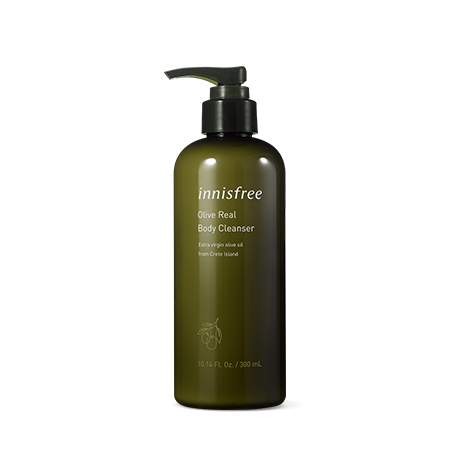 innisfree
Olive Real
Body Cleanser
Extra virgin olive oil
from Crete Island
10.14 Fl. Oz. / 300 mL